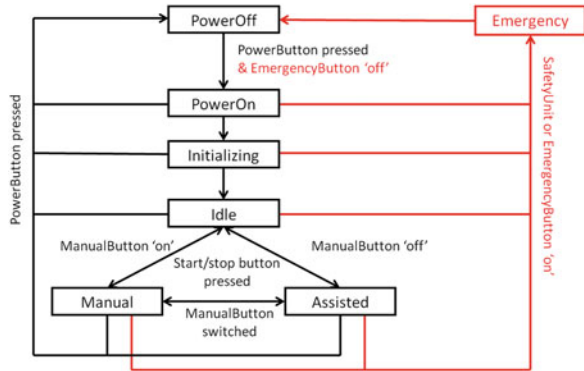 PowerOff
Emergency
PowerButton pressed
& EmergencyButton ‘off’
PowerOn
Initializing
Idle
ManualButton ‘on’
ManualButton ‘off’
Start/stop button
pressed
Manual
Assisted
ManualButton
switched
PowerButton pressed
SafetyUnit or EmergencyButton ‘on’